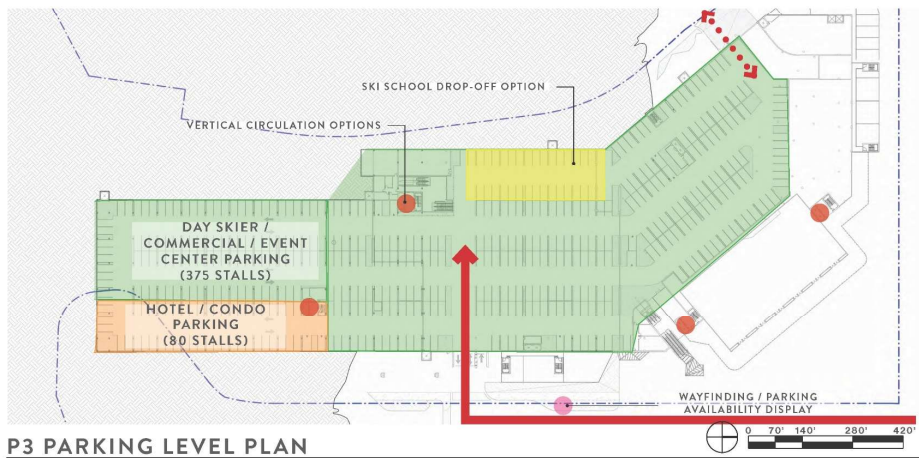 SKI SCHOOL DROP-OFF OPTION
VERTICAL CIRCULATION OPTIONS
DAY SKIER /
COMMERCIAL / EVENT
CENTER PARKING
(375 STALLS)
HOTEL / CONDO
PARKING
(80 STALLS)
WAYFINDING / PARKING
AVAILABILITY DISPLAY
P3 PARKING LEVEL PLAN
0 70' 140' 280' 420'